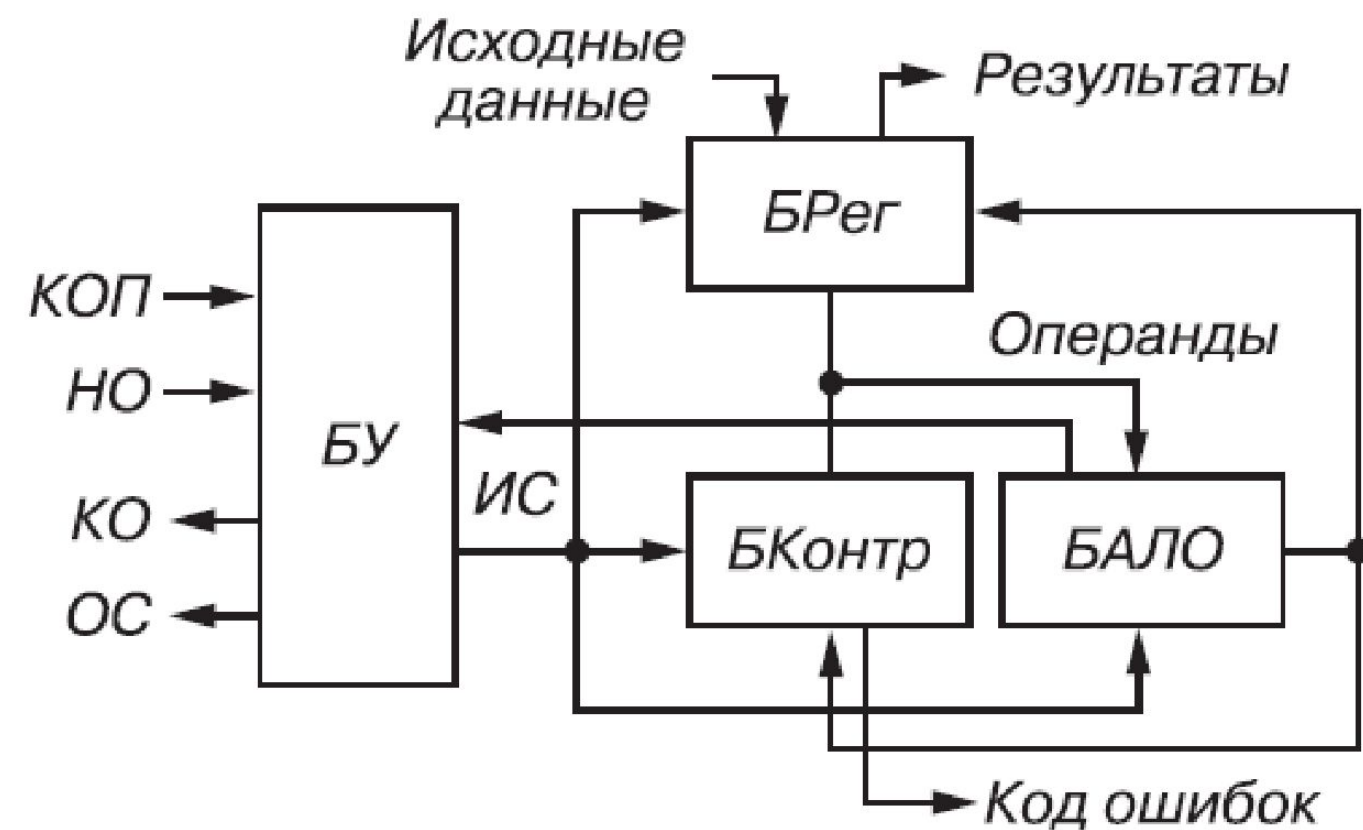 Исходные
данные
Результаты
БРег
КОП
Операнды
НО
БУ
ИС
КО
БКонтр
БАЛО
ОС
Код ошибок